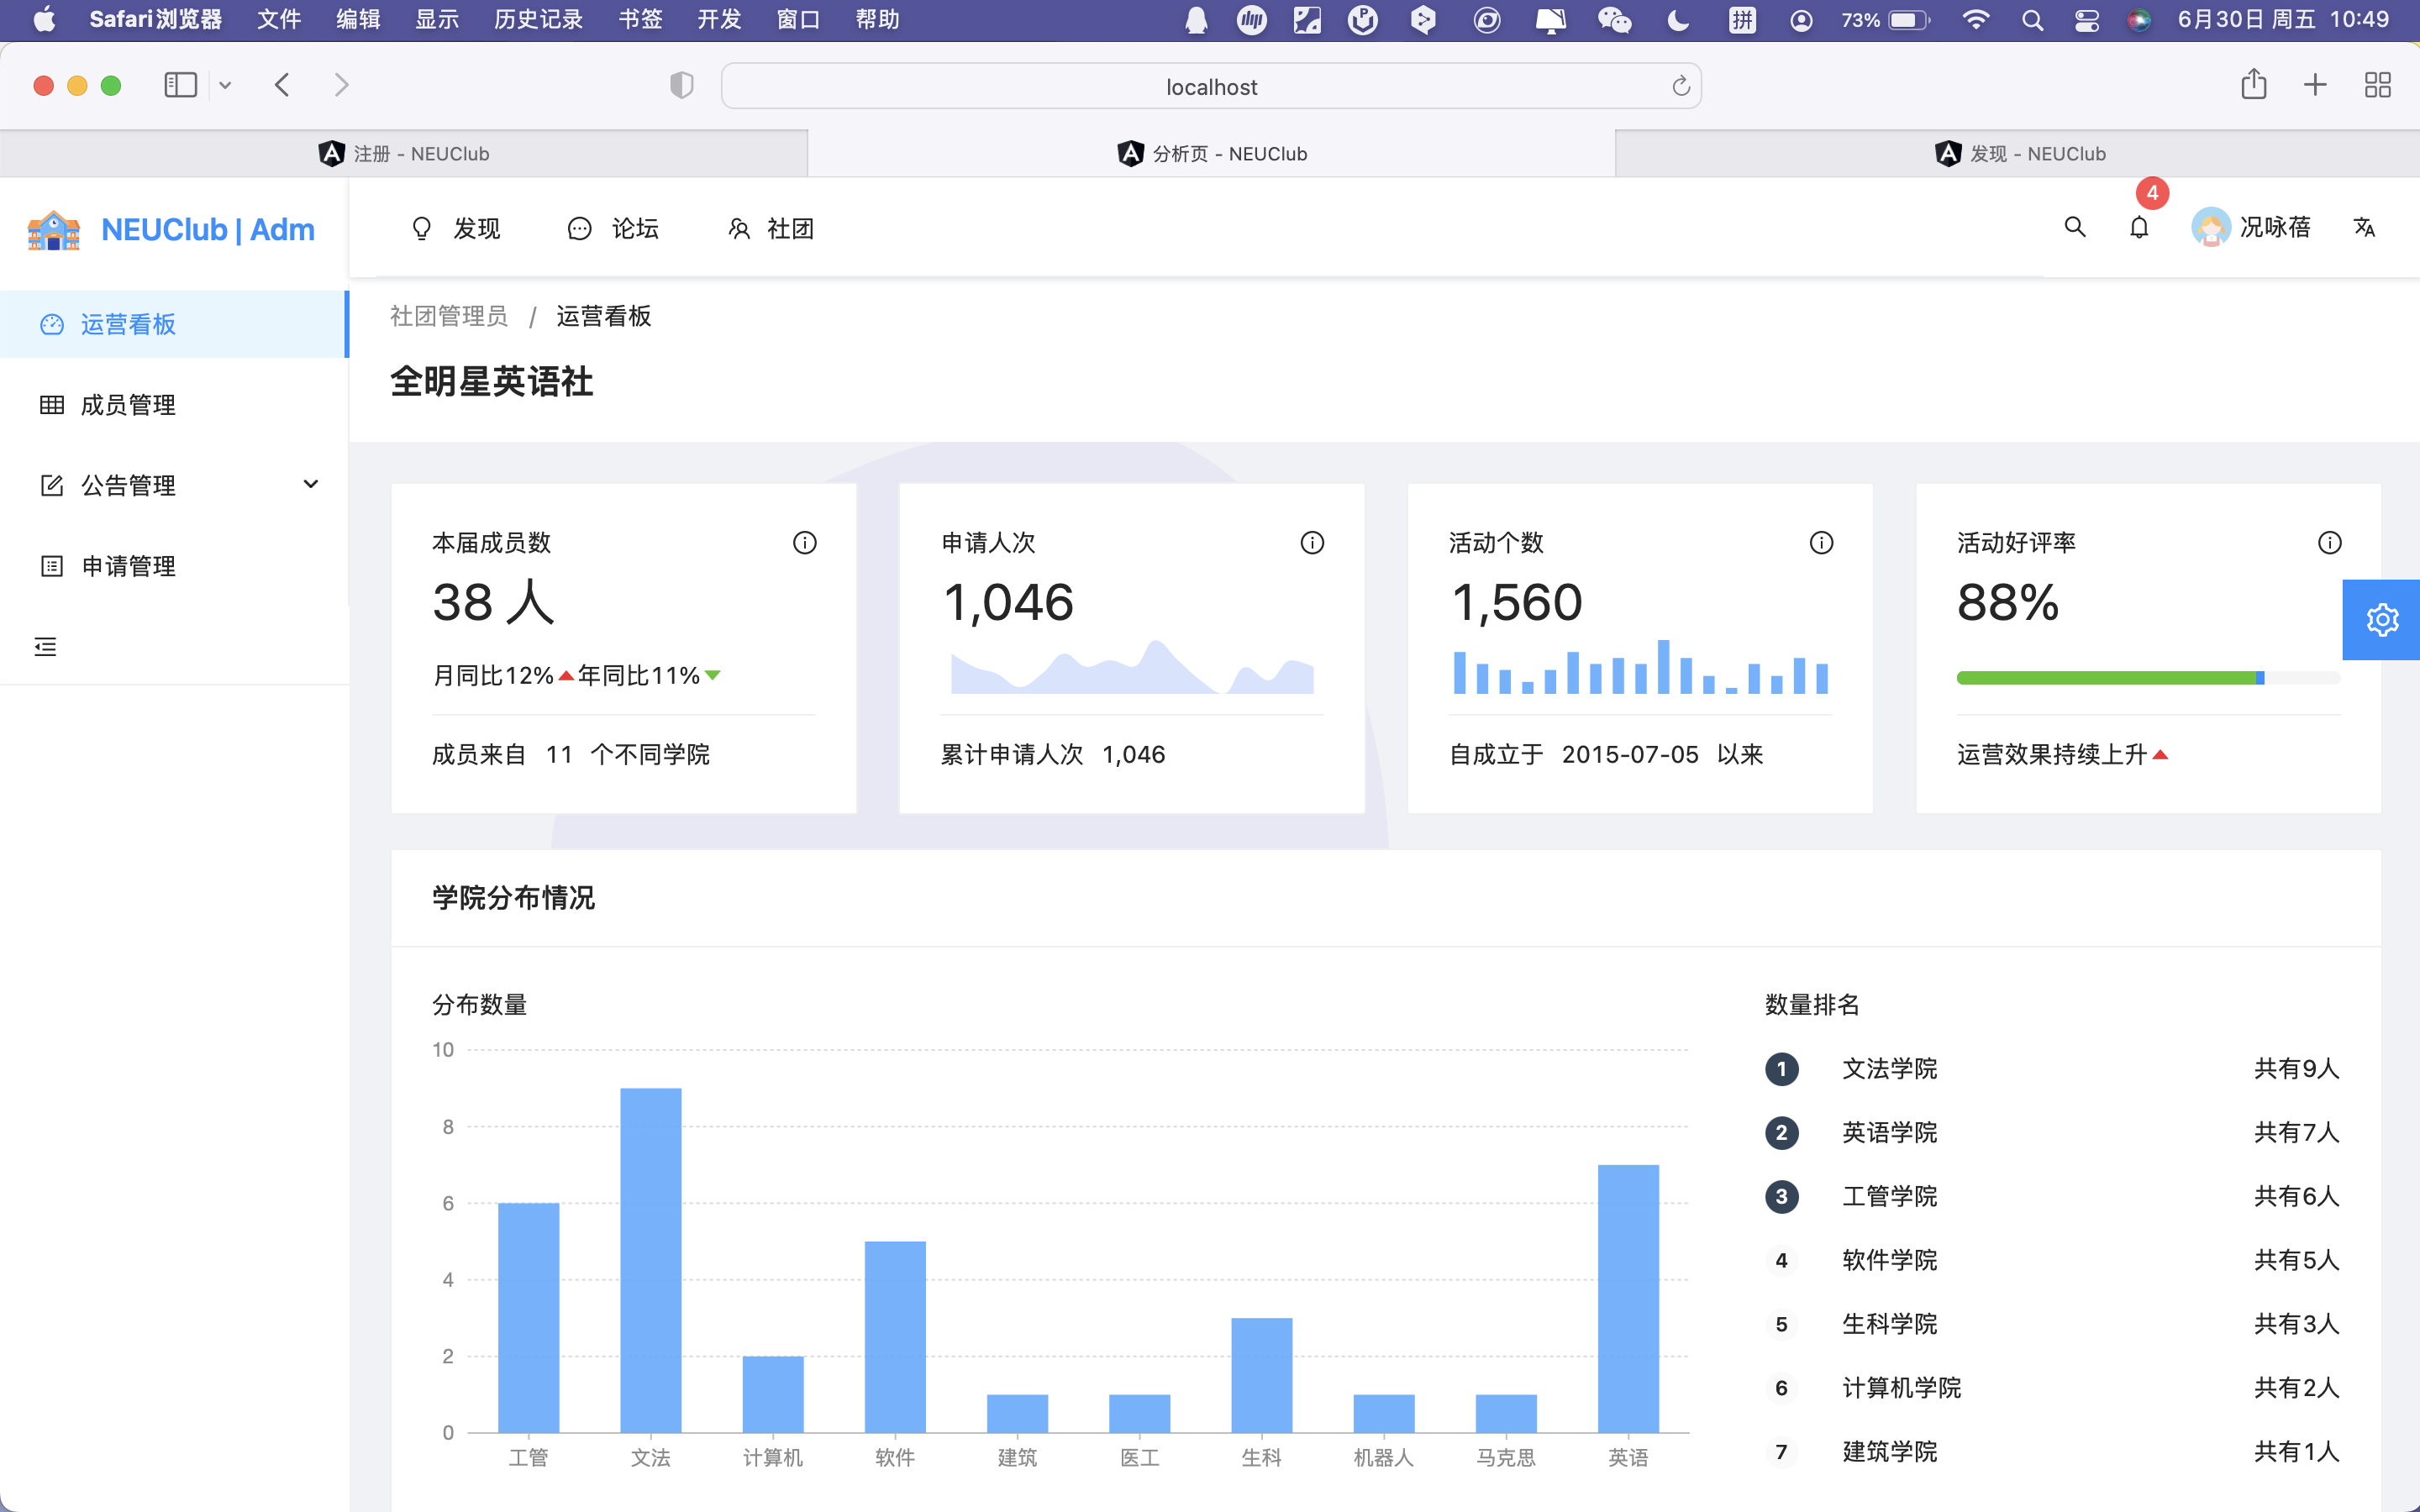 Safari浏览器 文件 编辑 显示 历史记录 书签 开发 窗口 帮助 拼 73% 6月30日 周五 10:49
localhost
注册 - NEUClub 分析页 - NEUClub 发现 - NEUClub
NEUClub | Adm 发现 论坛 社团 4 况咏蓓
运营看板
成员管理
公告管理
申请管理
社团管理员 / 运营看板
全明星英语社
本届成员数
38 人
月同比12% 年同比11%
成员来自 11 个不同学院
申请人次
1,046
累计申请人次 1,046
活动个数
1,560
自成立于 2015-07-05 以来
活动好评率
88%
运营效果持续上升
学院分布情况
分布数量
10
8
6
4
2
0
工管 文法 计算机 软件 建筑 医工 生科 机器人 马克思 英语
数量排名
1 文法学院 共有9人
2 英语学院 共有7人
3 工管学院 共有6人
4 软件学院 共有5人
5 生科学院 共有3人
6 计算机学院 共有2人
7 建筑学院 共有1人